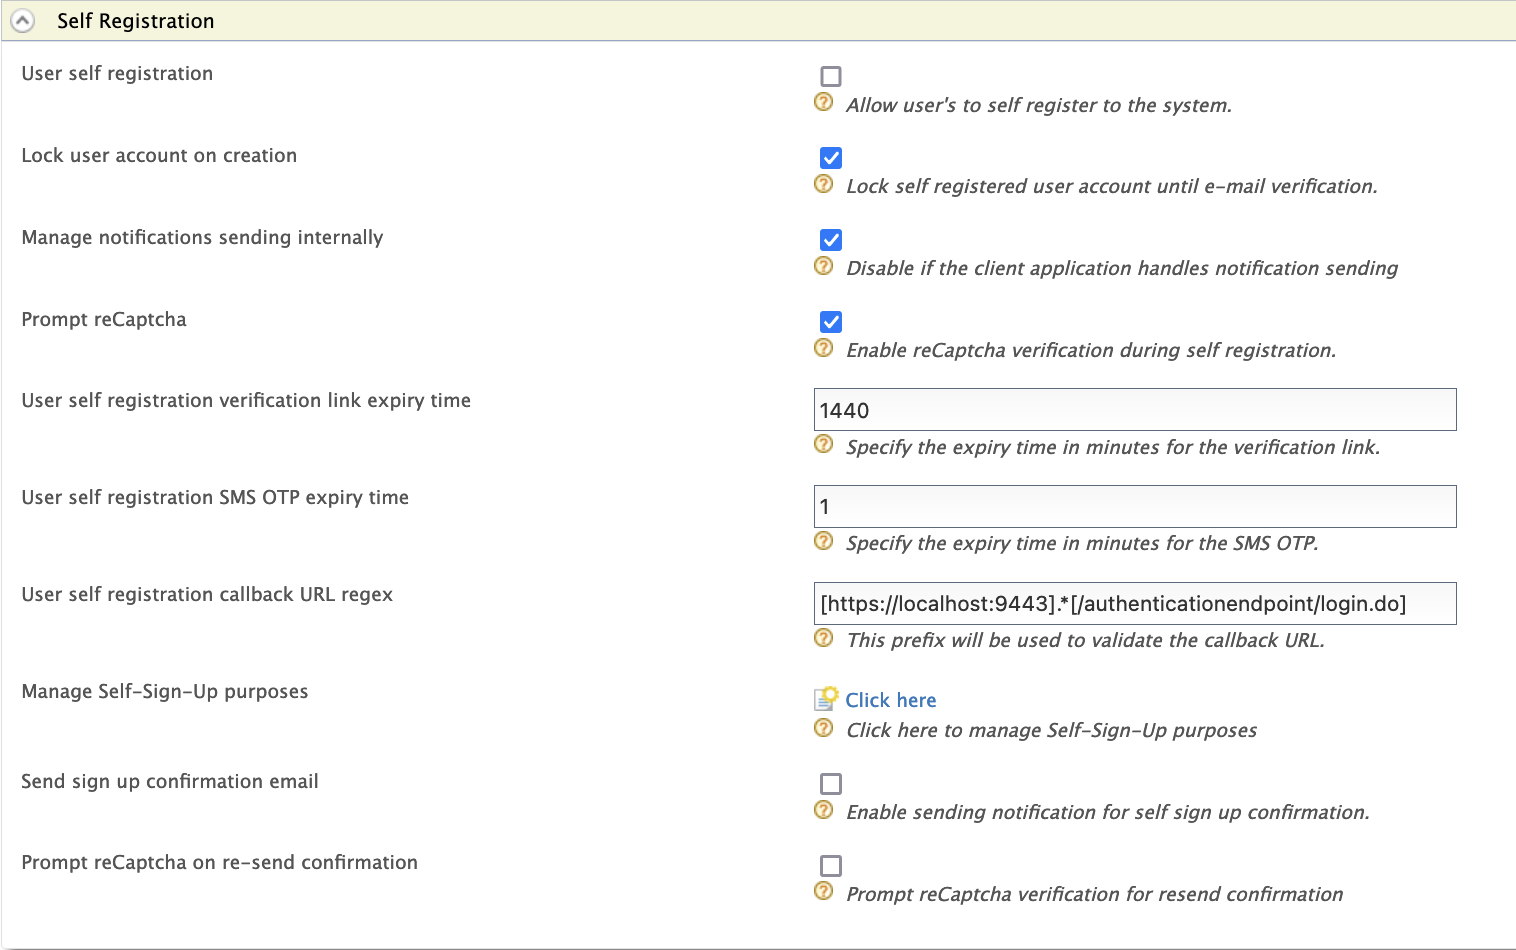 Self Registration
User self registration
Allow user's to self register to the system.
Lock user account on creation
Lock self registered user account until e-mail verification.
Manage notifications sending internally
Disable if the client application handles notification sending
Prompt reCaptcha
Enable reCaptcha verification during self registration.
User self registration verification link expiry time
1440
Specify the expiry time in minutes for the verification link.
User self registration SMS OTP expiry time
1
Specify the expiry time in minutes for the SMS OTP.
User self registration callback URL regex
[https://localhost:9443].*[/authenticationendpoint/login.do]
This prefix will be used to validate the callback URL.
Manage Self-Sign-Up purposes
Click here
Click here to manage Self-Sign-Up purposes
Send sign up confirmation email
Enable sending notification for self sign up confirmation.
Prompt reCaptcha on re-send confirmation
Prompt reCaptcha verification for resend confirmation